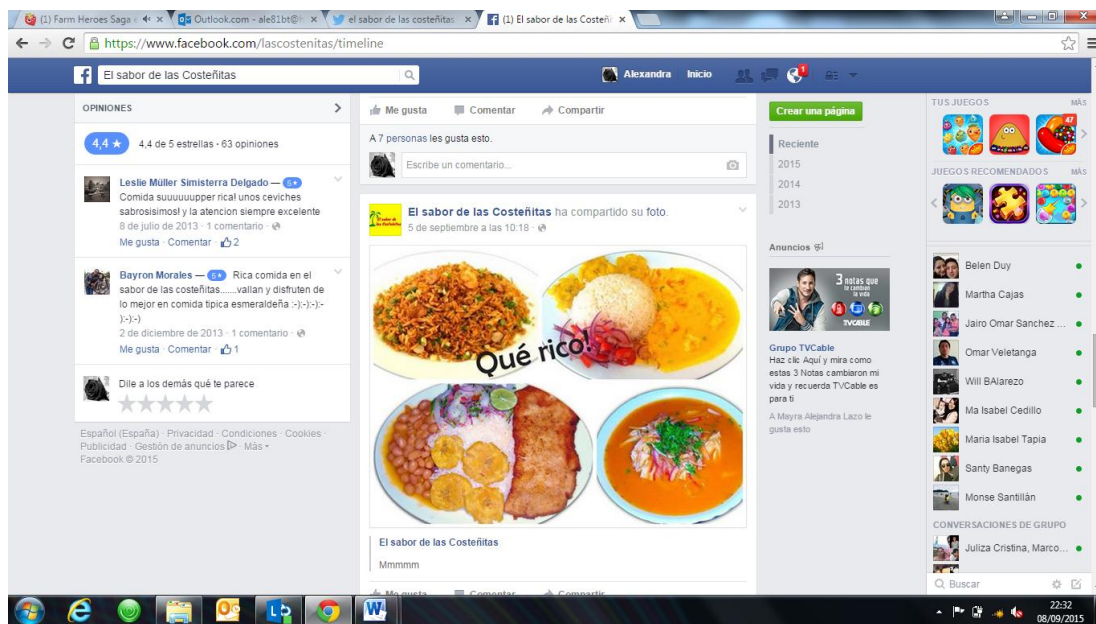 (1) Farm Heroes Saga
Outlook.com - ale81bt@h
el sabor de las costeñitas
(1) El sabor de las Costeñi
https://www.facebook.com/lascostenitas/timeline
El sabor de las Costeñitas
Alexandra Inicio
1
OPINIONES
4,4 ★ 4,4 de 5 estrellas · 63 opiniones
Leslie Müller Simisterra Delgado — 5★
Comida suuuuuupper rica! unos ceviches
sabrosisimos! y la atencion siempre excelente
8 de julio de 2013 · 1 comentario ·
Me gusta · Comentar · 2
Bayron Morales — 5★ Rica comida en el
sabor de las costeñitas.......vallan y disfruten de
lo mejor en comida tipica esmeraldeña :-):-):-):-
):-):-)
2 de diciembre de 2013 · 1 comentario ·
Me gusta · Comentar · 1
Dile a los demás qué te parece
Español (España) · Privacidad · Condiciones · Cookies ·
Publicidad · Gestión de anuncios · Más
Facebook © 2015
Me gusta Comentar Compartir
A 7 personas les gusta esto.
Escribe un comentario...
El sabor de las Costeñitas ha compartido su foto.
5 de septiembre a las 10:18 ·
Qué rico!
El sabor de las Costeñitas
Mmmmm
Me gusta Comentar Compartir
Crear una página
Reciente
2015
2014
2013
Anuncios
3 notas que
te cambian
la vida
TVCABLE
Grupo TVCable
Haz clic Aquí y mira como
estas 3 Notas cambiaron mi
vida y recuerda TVCable es
para ti
A Mayra Alejandra Lazo le
gusta esto
TUS JUEGOS MÁS
47
JUEGOS RECOMENDADOS MÁS
Belen Duy
Martha Cajas
Jairo Omar Sanchez ...
Omar Veletanga
Will BAlarezo
Ma Isabel Cedillo
Maria Isabel Tapia
Santy Banegas
Monse Santillán
CONVERSACIONES DE GRUPO
Juliza Cristina, Marco...
Buscar
22:32
08/09/2015